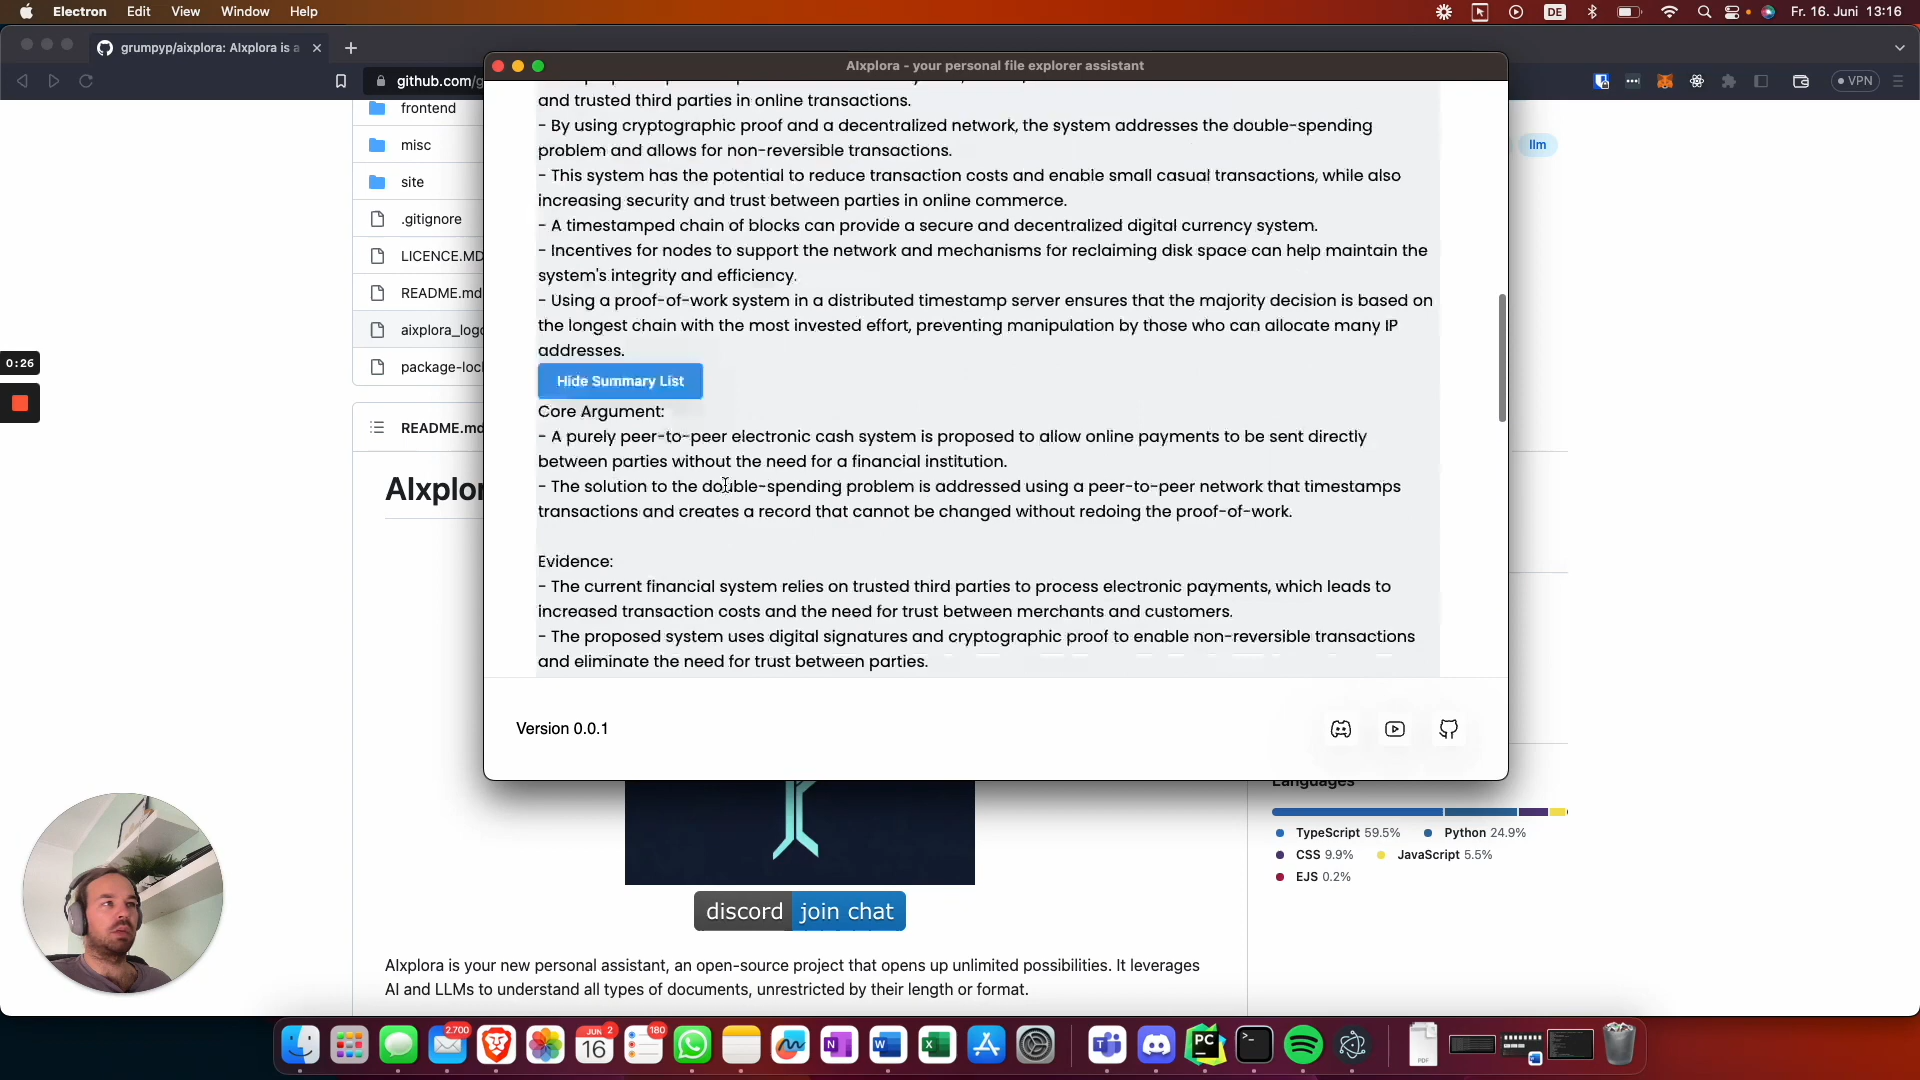 Electron Edit View Window Help
DE
Fr. 16. Juni 13:16
grumpyp/aixplora: AIxplora is a
github.com/g
VPN
AIxplora - your personal file explorer assistant
frontend
misc
site
.gitignore
LICENCE.MD
README.md
aixplora_logo
package-loc
0:26
README.md
AIxplor
llm
and trusted third parties in online transactions.
- By using cryptographic proof and a decentralized network, the system addresses the double-spending
problem and allows for non-reversible transactions.
- This system has the potential to reduce transaction costs and enable small casual transactions, while also
increasing security and trust between parties in online commerce.
- A timestamped chain of blocks can provide a secure and decentralized digital currency system.
- Incentives for nodes to support the network and mechanisms for reclaiming disk space can help maintain the
system's integrity and efficiency.
- Using a proof-of-work system in a distributed timestamp server ensures that the majority decision is based on
the longest chain with the most invested effort, preventing manipulation by those who can allocate many IP
addresses.
Hide Summary List
Core Argument:
- A purely peer-to-peer electronic cash system is proposed to allow online payments to be sent directly
between parties without the need for a financial institution.
- The solution to the double-spending problem is addressed using a peer-to-peer network that timestamps
transactions and creates a record that cannot be changed without redoing the proof-of-work.
Evidence:
- The current financial system relies on trusted third parties to process electronic payments, which leads to
increased transaction costs and the need for trust between merchants and customers.
- The proposed system uses digital signatures and cryptographic proof to enable non-reversible transactions
and eliminate the need for trust between parties.
Version 0.0.1
Languages
TypeScript 59.5% Python 24.9%
CSS 9.9% JavaScript 5.5%
EJS 0.2%
discord join chat
AIxplora is your new personal assistant, an open-source project that opens up unlimited possibilities. It leverages
AI and LLMs to understand all types of documents, unrestricted by their length or format.
2.700
JUN 2
16
180
PC
PDF